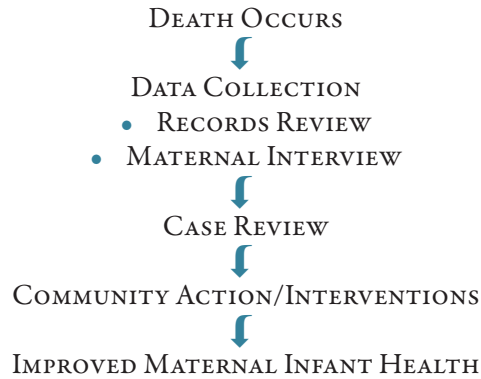 Death Occurs
Data Collection
• Records Review
• Maternal Interview
Case Review
Community Action/Interventions
Improved Maternal Infant Health